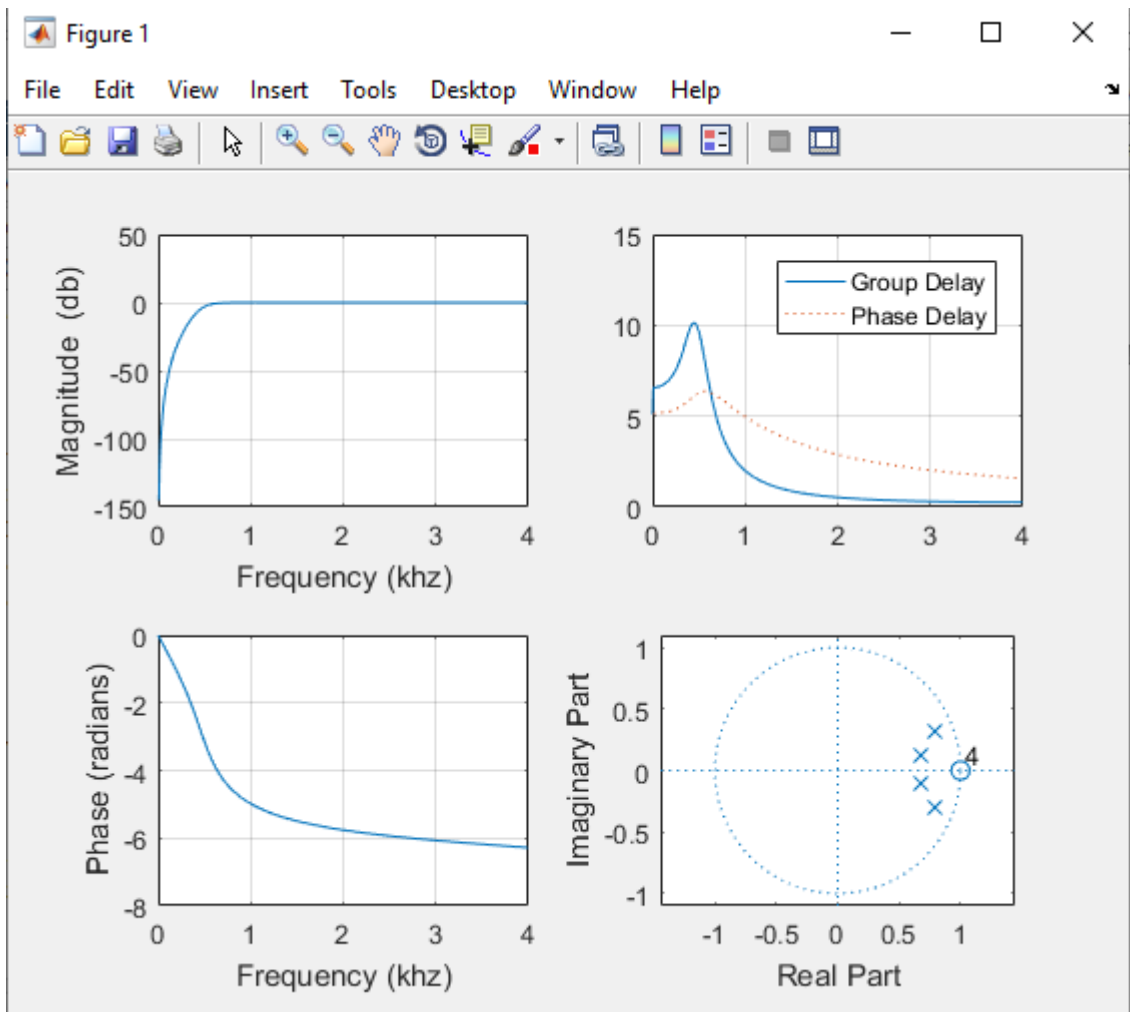 Figure 1
File Edit View Insert Tools Desktop Window Help
50
0
-50
-100
-150
Magnitude (db)
0 1 2 3 4
Frequency (khz)
15
10
5
0
Group Delay
Phase Delay
0 1 2 3 4
0
-2
-4
-6
-8
Phase (radians)
0 1 2 3 4
Frequency (khz)
1
0.5
0
-0.5
-1
Imaginary Part
4
-1 -0.5 0 0.5 1
Real Part